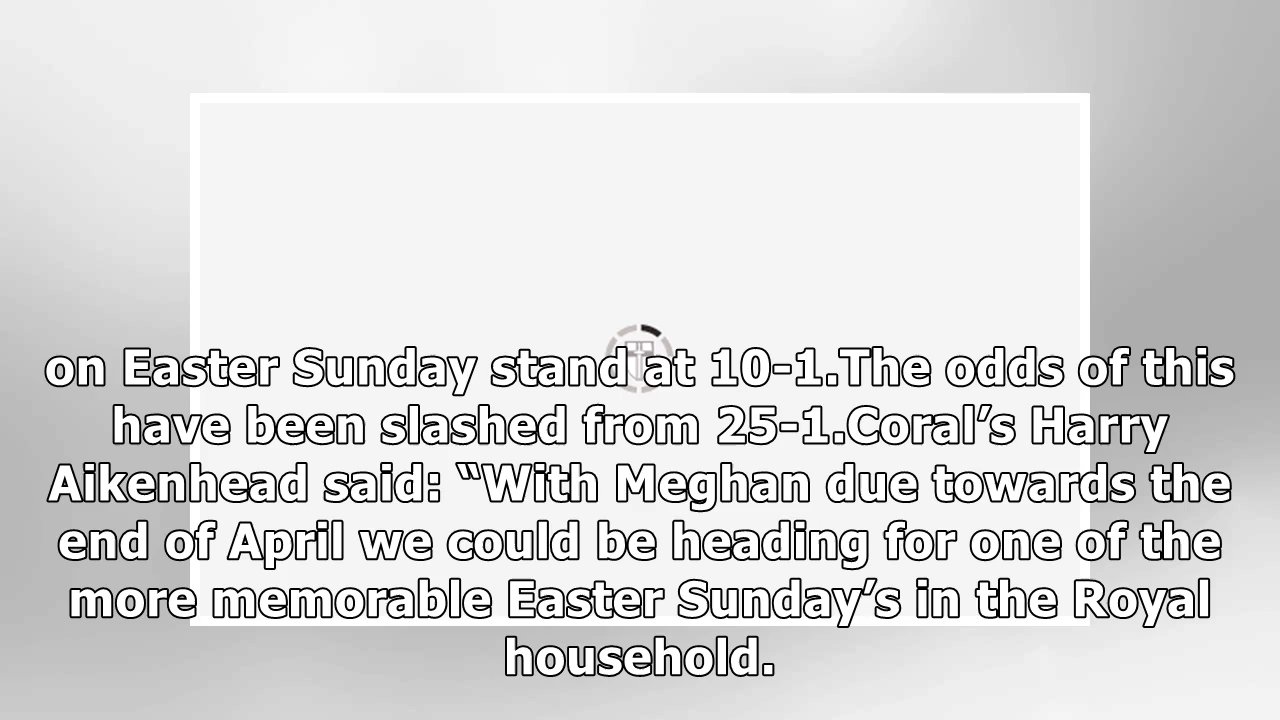 on Easter Sunday stand at 10-1.The odds of this
have been slashed from 25-1.Coral’s Harry
Aikenhead said: “With Meghan due towards the
end of April we could be heading for one of the
more memorable Easter Sunday’s in the Royal
household.